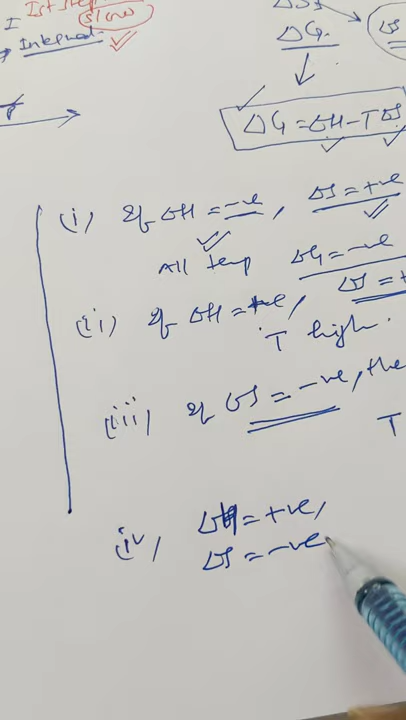 I Ist step
slow
→ Intermed.
ΔG.
ΔG = ΔH - TΔS
(i) If ΔH = -ve, ΔS = +ve
All temp ΔG = -ve
(ii) If ΔH = +ve, ΔS = +
T high.
(iii) If ΔS = -ve, the
T
(iv) ΔH = +ve,
ΔS = -ve